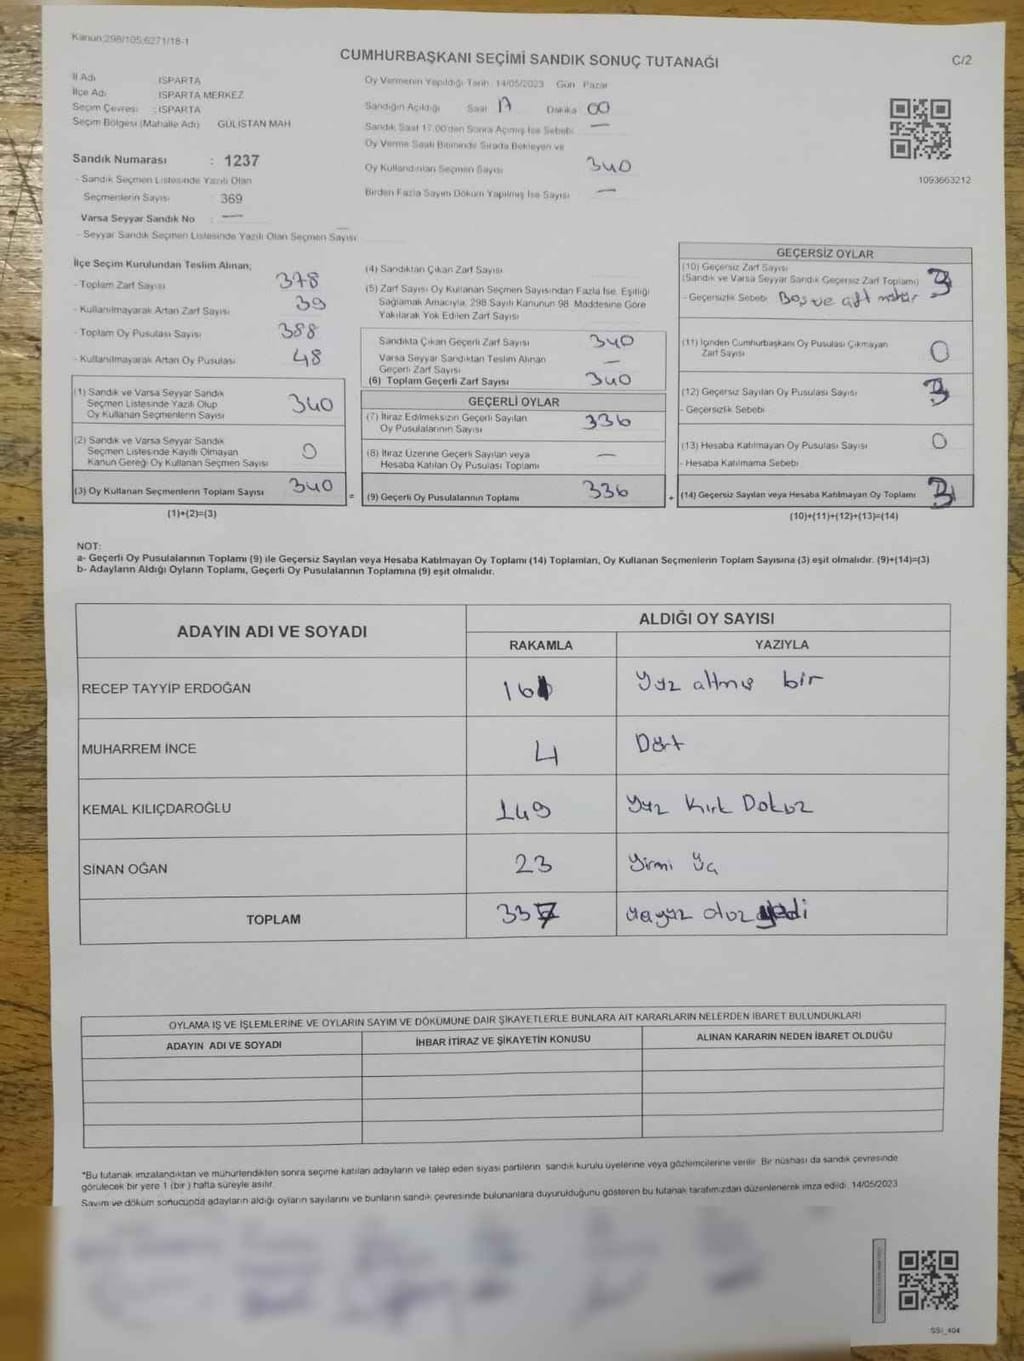 Kanun:298/105,6271/18-1
CUMHURBAŞKANI SEÇİMİ SANDIK SONUÇ TUTANAĞI
C/2
İl Adı : ISPARTA
İlçe Adı : ISPARTA MERKEZ
Seçim Çevresi : ISPARTA
Seçim Bölgesi (Mahalle Adı) GÜLİSTAN MAH
Sandık Numarası : 1237
- Sandık Seçmen Listesinde Yazılı Olan
Seçmenlerin Sayısı 369
Varsa Seyyar Sandık No : —
- Seyyar Sandık Seçmen Listesinde Yazılı Olan Seçmen Sayısı
Oy Vermenin Yapıldığı Tarih 14/05/2023 Gün Pazar
Sandığın Açıldığı Saat 17 Dakika 00
Sandık Saat 17.00'den Sonra Açılmış İse Sebebi —
Oy Verme Saati Bitiminde Sırada Bekleyen ve
Oy Kullandırılan Seçmen Sayısı 340
Birden Fazla Sayım Döküm Yapılmış İse Sayısı —
1093663212
İlçe Seçim Kurulundan Teslim Alınan;
- Toplam Zarf Sayısı 378
- Kullanılmayarak Artan Zarf Sayısı 39
- Toplam Oy Pusulası Sayısı 388
- Kullanılmayarak Artan Oy Pusulası 48
(1) Sandık ve Varsa Seyyar Sandık
Seçmen Listesinde Yazılı Olup
Oy Kullanan Seçmenlerin Sayısı 340
(2) Sandık ve Varsa Seyyar Sandık
Seçmen Listesinde Kayıtlı Olmayan
Kanun Gereği Oy Kullanan Seçmen Sayısı 0
(3) Oy Kullanan Seçmenlerin Toplam Sayısı 340 =
(1)+(2)=(3)
(4) Sandıktan Çıkan Zarf Sayısı
(5) Zarf Sayısı Oy Kullanan Seçmen Sayısından Fazla İse, Eşitliği
Sağlamak Amacıyla, 298 Sayılı Kanunun 98. Maddesine Göre
Yakılarak Yok Edilen Zarf Sayısı
Sandıkta Çıkan Geçerli Zarf Sayısı 340
Varsa Seyyar Sandıktan Teslim Alınan
Geçerli Zarf Sayısı —
(6) Toplam Geçerli Zarf Sayısı 340
GEÇERLİ OYLAR
(7) İtiraz Edilmeksizin Geçerli Sayılan
Oy Pusulalarının Sayısı 336
(8) İtiraz Üzerine Geçerli Sayılan veya
Hesaba Katılan Oy Pusulası Toplamı —
(9) Geçerli Oy Pusulalarının Toplamı 336 +
GEÇERSİZ OYLAR
(10) Geçersiz Zarf Sayısı
(Sandık ve Varsa Seyyar Sandık Geçersiz Zarf Toplamı) 3
- Geçersizlik Sebebi Boş ve çift mühür
(11) İçinden Cumhurbaşkanı Oy Pusulası Çıkmayan
Zarf Sayısı 0
(12) Geçersiz Sayılan Oy Pusulası Sayısı 3
- Geçersizlik Sebebi
(13) Hesaba Katılmayan Oy Pusulası Sayısı 0
- Hesaba Katılmama Sebebi
(14) Geçersiz Sayılan veya Hesaba Katılmayan Oy Toplamı 3
(10)+(11)+(12)+(13)=(14)
NOT:
a- Geçerli Oy Pusulalarının Toplamı (9) ile Geçersiz Sayılan veya Hesaba Katılmayan Oy Toplamı (14) Toplamları, Oy Kullanan Seçmenlerin Toplam Sayısına (3) eşit olmalıdır. (9)+(14)=(3)
b- Adayların Aldığı Oyların Toplamı, Geçerli Oy Pusulalarının Toplamına (9) eşit olmalıdır.
ADAYIN ADI VE SOYADI
ALDIĞI OY SAYISI
RAKAMLA YAZIYLA
RECEP TAYYİP ERDOĞAN 161 Yüz altmış bir
MUHARREM İNCE 4 Dört
KEMAL KILIÇDAROĞLU 149 Yüz Kırk Dokuz
SİNAN OĞAN 23 Yirmi Üç
TOPLAM 337 üçyüz otuz yedi
OYLAMA İŞ VE İŞLEMLERİNE VE OYLARIN SAYIM VE DÖKÜMÜNE DAİR ŞİKAYETLERLE BUNLARA AİT KARARLARIN NELERDEN İBARET BULUNDUKLARI
ADAYIN ADI VE SOYADI İHBAR İTİRAZ VE ŞİKAYETİN KONUSU ALINAN KARARIN NEDEN İBARET OLDUĞU
*Bu tutanak imzalandıktan ve mühürlendikten sonra seçime katılan adayların ve talep eden siyasi partilerin sandık kurulu üyelerine veya gözlemcilerine verilir. Bir nüshası da sandık çevresinde
görülecek bir yere 1 (bir ) hafta süreyle asılır.
Sayım ve döküm sonucunda adayların aldığı oyların sayılarını ve bunların sandık çevresinde bulunanlara duyurulduğunu gösteren bu tutanak tarafımızdan düzenlenerek imza edildi. 14/05/2023
SSI_404